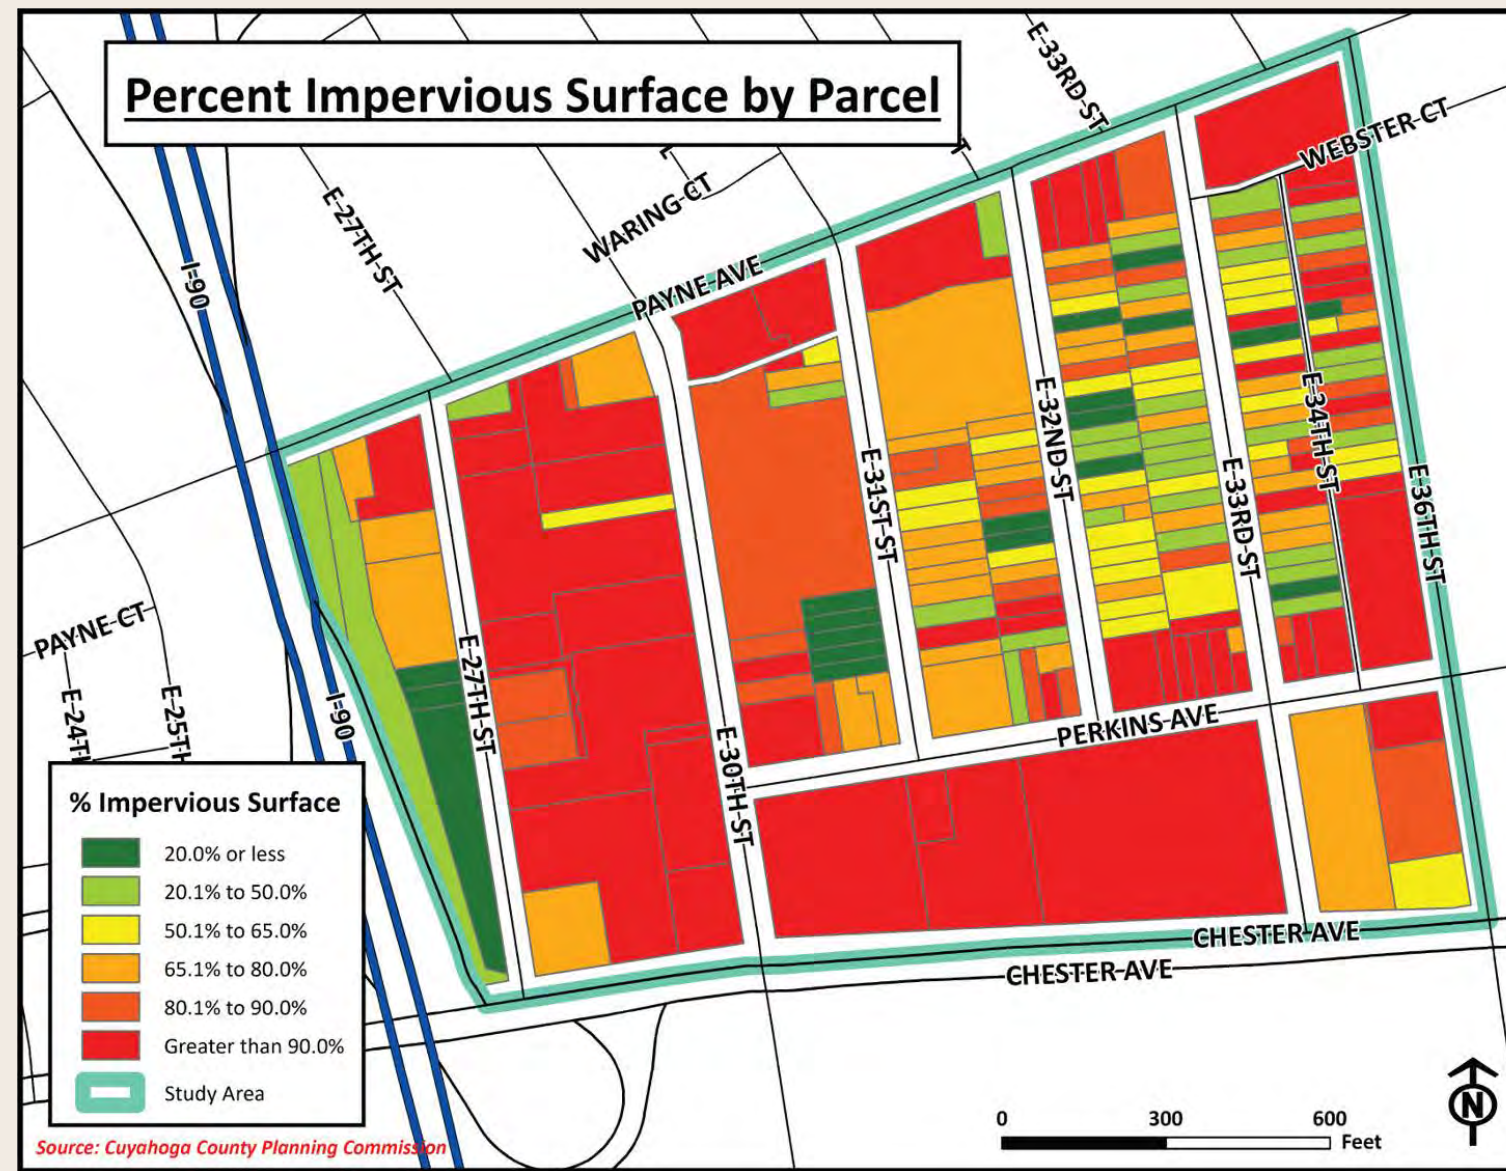 Percent Impervious Surface by Parcel
E 33RD ST
WEBSTER CT
E 27TH ST
WARING CT
I-90
PAYNE AVE
E 32ND ST
E 34TH ST
E 31ST ST
E 33RD ST
E 36TH ST
PAYNE CT
E 27TH ST
E 25TH
I-90
E 30TH ST
PERKINS AVE
CHESTER AVE
CHESTER AVE
% Impervious Surface
20.0% or less
20.1% to 50.0%
50.1% to 65.0%
65.1% to 80.0%
80.1% to 90.0%
Greater than 90.0%
Study Area
Source: Cuyahoga County Planning Commission
0 300 600
Feet
N